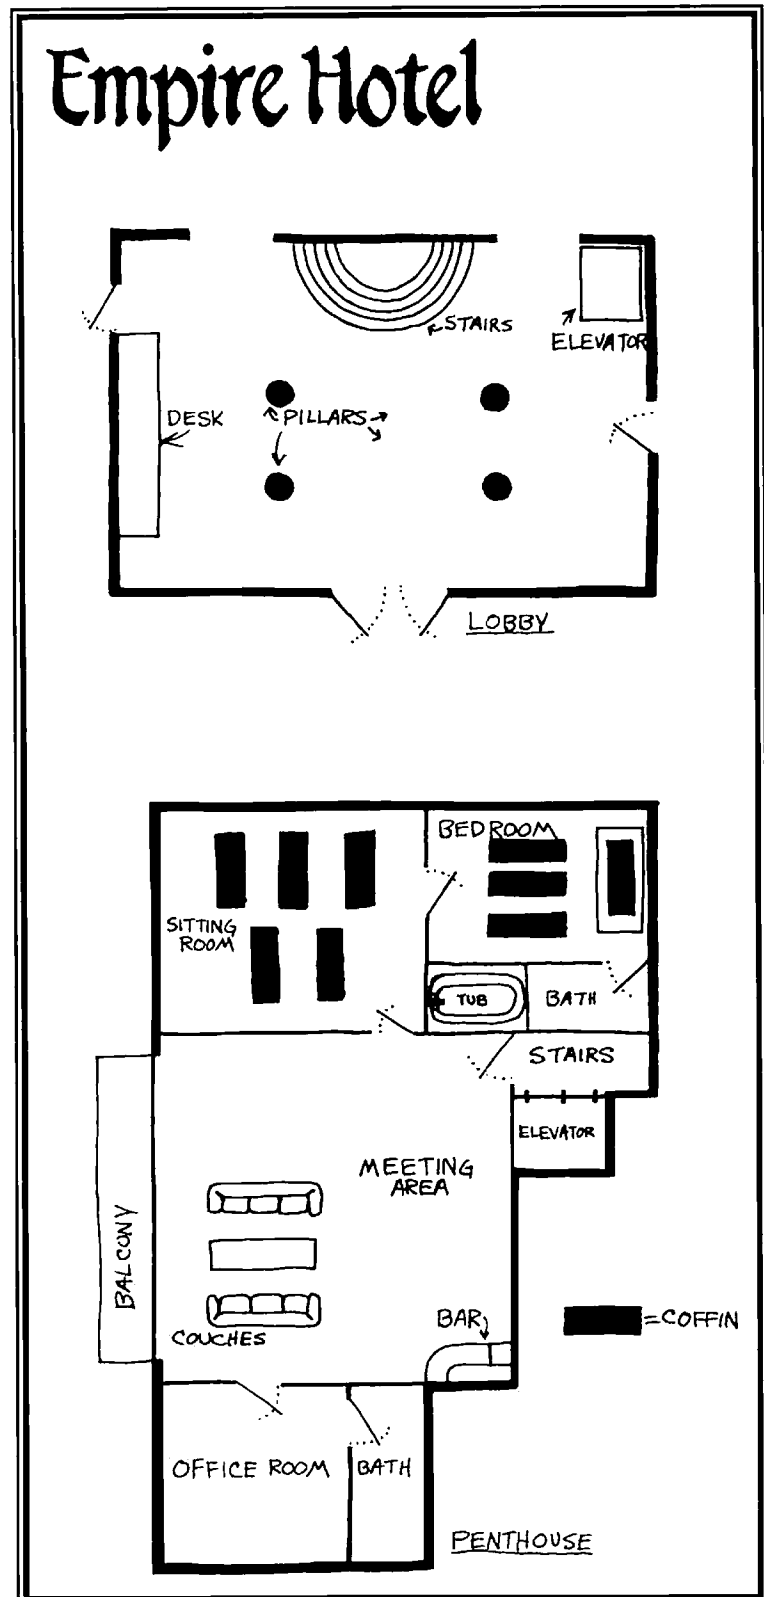 Empire Hotel
STAIRS
ELEVATOR
DESK
PILLARS
LOBBY
BEDROOM
SITTING
ROOM
TUB
BATH
STAIRS
ELEVATOR
MEETING
AREA
BALCONY
COUCHES
BAR
=COFFIN
OFFICE ROOM
BATH
PENTHOUSE